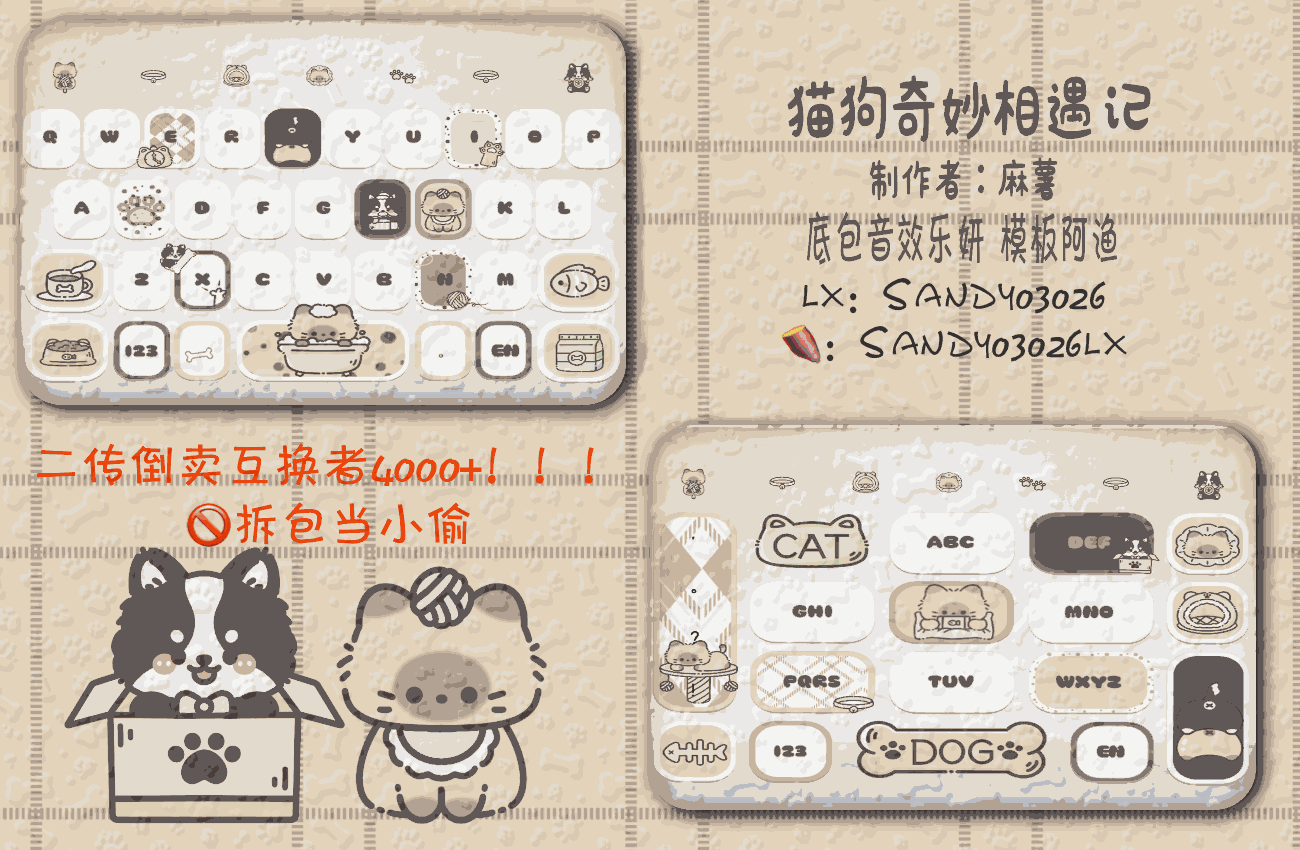 Q W E R Y U I O P
A D F G K L
Z X C V B N M
123 EN
猫狗奇妙相遇记
制作者：麻薯
底包音效乐妍 模板阿渔
LX: SANDY03026
🍠: SANDY03026LX
二传倒卖互换者4000+！！！
🚫拆包当小偷
CAT ABC DEF
GHI MNO
?
PQRS TUV WXYZ
123 DOG EN